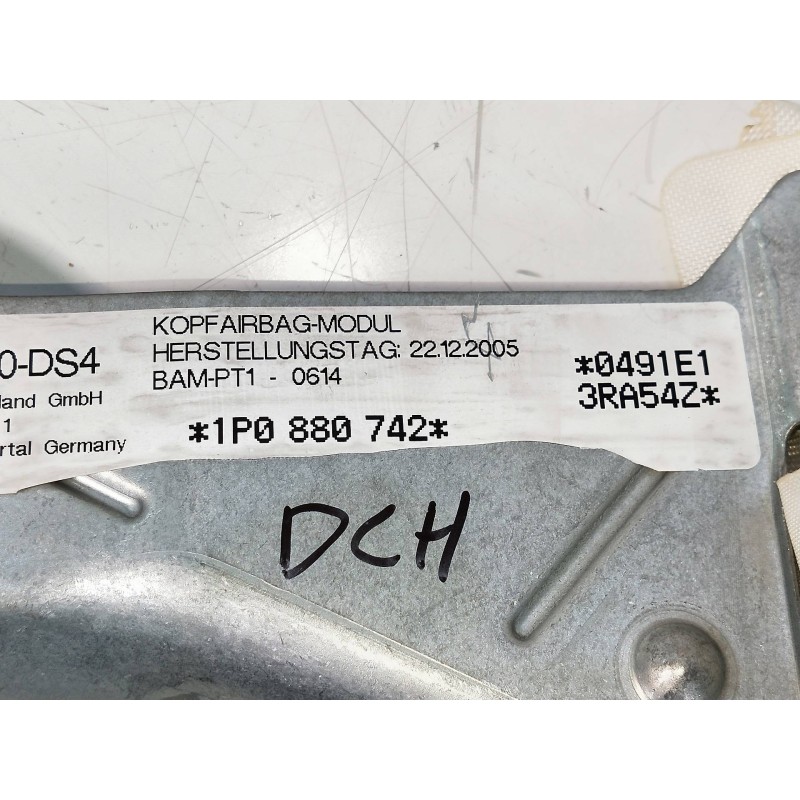 KOPFAIRBAG-MODUL
0-DS4
HERSTELLUNGSTAG: 22.12.2005
*0491E1
land GmbH
BAM-PT1 - 0614
3RA54Z*
1
rtal Germany
*1P0 880 742*
DCH